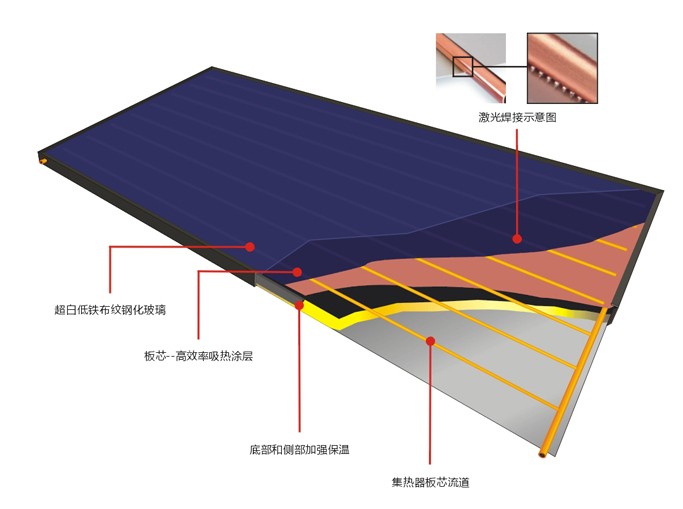 激光焊接示意图
超白低铁布纹钢化玻璃
板芯--高效率吸热涂层
底部和侧部加强保温
集热器板芯流道